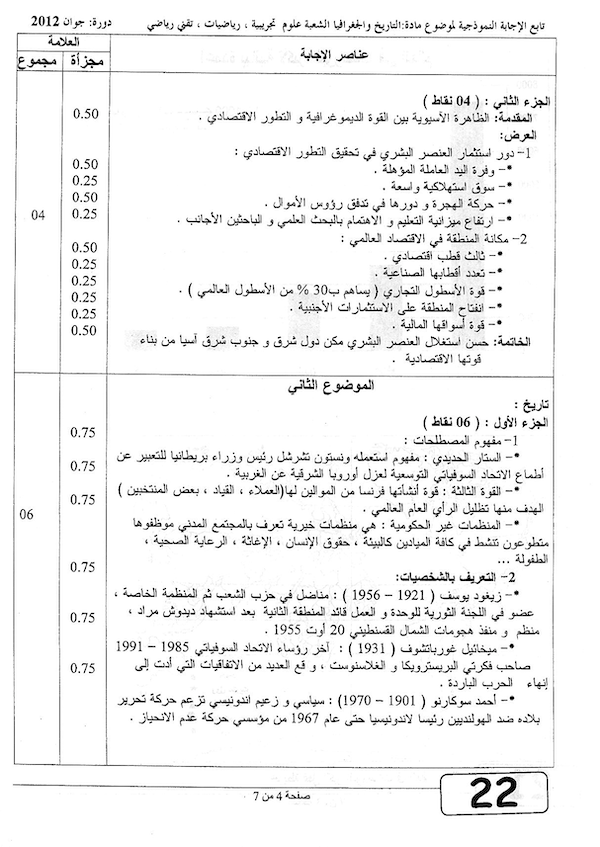 تابع الإجابة النموذجية لموضوع مادة:التاريخ والجغرافيا الشعبة علوم تجريبية ، رياضيات ، تقني رياضي دورة: جوان 2012
العلامة
عناصر الإجابة
مجزأة
مجموع
الجزء الثاني : ( 04 نقاط )
المقدمة: الظاهرة الآسيوية بين القوة الديموغرافية و التطور الاقتصادي .
0.50
العرض:
1- دور استثمار العنصر البشري في تحقيق التطور الاقتصادي :
*- وفرة اليد العاملة المؤهلة .
0.50
*- سوق استهلاكية واسعة .
0.25
*- حركة الهجرة و دورها في تدفق رؤوس الأموال .
0.50
*- ارتفاع ميزانية التعليم و الاهتمام بالبحث العلمي و الباحثين الأجانب .
0.25
04
2- مكانة المنطقة في الاقتصاد العالمي :
*- ثالث قطب اقتصادي .
0.50
*- تعدد أقطابها الصناعية .
0.25
*- قوة الأسطول التجاري ( يساهم ب30 % من الأسطول العالمي ) .
0.25
*- انفتاح المنطقة على الاستثمارات الأجنبية .
0.25
*- قوة أسواقها المالية .
0.25
الخاتمة: حسن استغلال العنصر البشري مكن دول شرق و جنوب شرق آسيا من بناء
0.50
قوتها الاقتصادية .
الموضوع الثاني
تاريخ :
الجزء الأول : ( 06 نقاط )
1- مفهوم المصطلحات :
0.75
*- الستار الحديدي : مفهوم استعمله ونستون تشرشل رئيس وزراء بريطانيا للتعبير عن
أطماع الاتحاد السوفياتي التوسعية لعزل أوروبا الشرقية عن الغربية .
0.75
*- القوة الثالثة : قوة أنشأتها فرنسا من الموالين لها(العملاء ، القياد ، بعض المنتخبين )
0.75
الهدف منها تظليل الرأي العام العالمي .
06
*- المنظمات غير الحكومية : هي منظمات خيرية تعرف بالمجتمع المدني موظفوها
متطوعون تنشط في كافة الميادين كالبيئة ، حقوق الإنسان ، الإغاثة ، الرعاية الصحية ،
الطفولة ...
0.75
2- التعريف بالشخصيات:
*- زيغود يوسف ( 1921 – 1956 ) : مناضل في حزب الشعب ثم المنظمة الخاصة ،
عضو في اللجنة الثورية للوحدة و العمل قائد المنطقة الثانية بعد استشهاد ديدوش مراد ،
0.75
منظم و منفذ هجومات الشمال القسنطيني 20 أوت 1955 .
*- ميخائيل غورباتشوف ( 1931 ) : آخر رؤساء الاتحاد السوفياتي 1985 – 1991
صاحب فكرتي البريسترويكا و الغلاسنوست ، و قع العديد من الاتفاقيات التي أدت إلى
0.75
إنهاء الحرب الباردة .
*- أحمد سوكارنو ( 1901 – 1970): سياسي و زعيم اندونيسي تزعم حركة تحرير
بلاده ضد الهولنديين رئيسا لاندونيسيا حتى عام 1967 من مؤسسي حركة عدم الانحياز .
صفحة 4 من 7
22